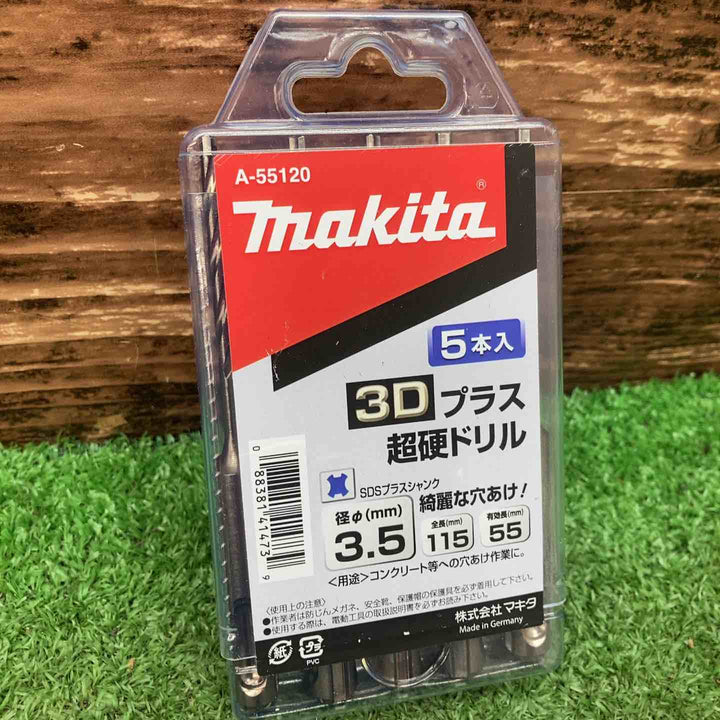 A-55120
makita®
5本入
3Dプラス
超硬ドリル
SDSプラスシャンク
綺麗な穴あけ!
径φ(mm)
3.5
全長(mm)
115
有効長(mm)
55
<用途>コンクリート等への穴あけ作業に。
0 88381 41473 9
〈使用上の注意〉
●作業者は防じんメガネ、安全靴、保護帽の保護具を必ず着用して下さい。
●使用する際は、電動工具の取扱説明書を必ずお読み下さい。
紙
プラ
PVC
株式会社マキタ
Made in Germany